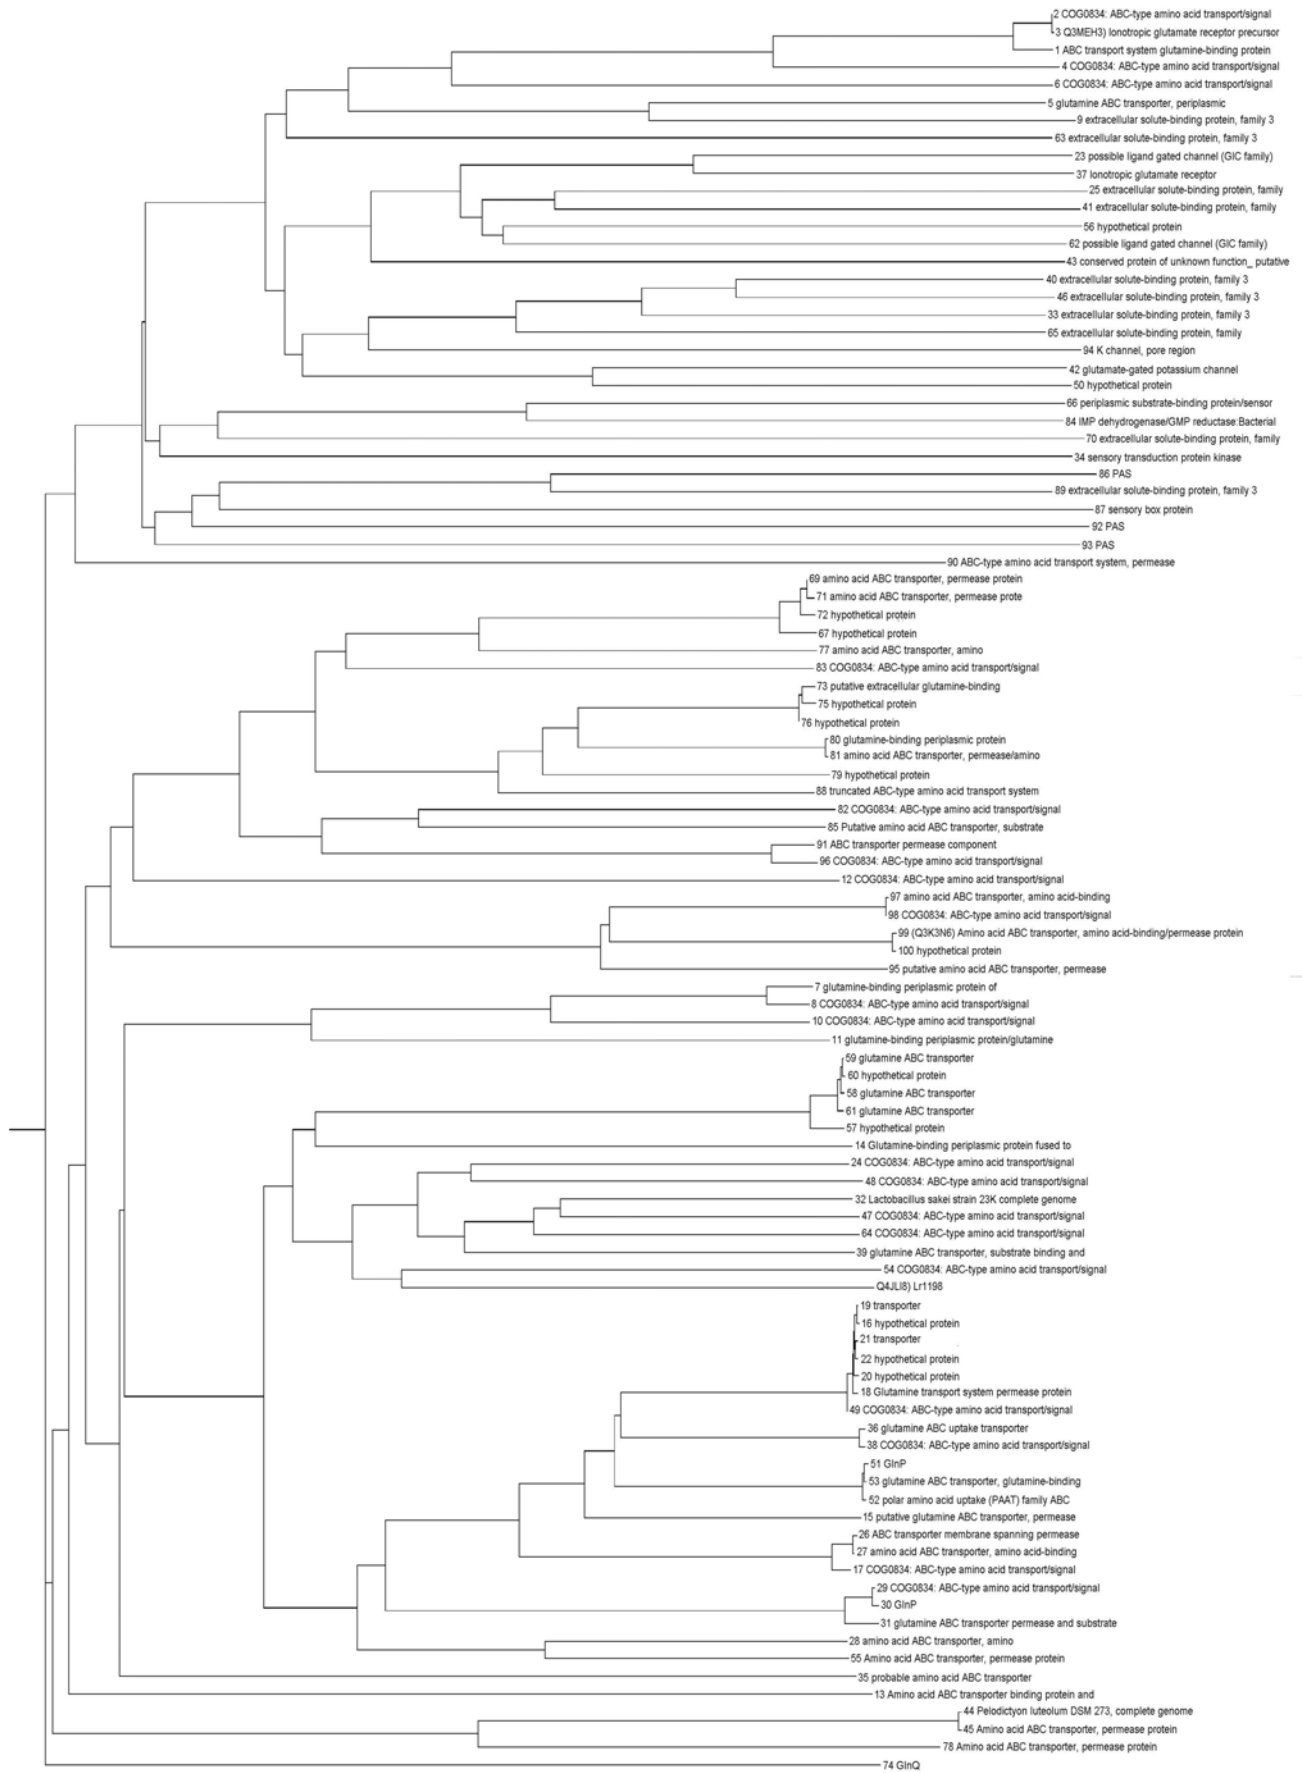 2 COG0834: ABC-type amino acid transport/signal
3 Q3MEH3) Ionotropic glutamate receptor precursor
1 ABC transport system glutamine-binding protein
4 COG0834: ABC-type amino acid transport/signal
6 COG0834: ABC-type amino acid transport/signal
5 glutamine ABC transporter, periplasmic
9 extracellular solute-binding protein, family 3
63 extracellular solute-binding protein, family 3
23 possible ligand gated channel (GIC family)
37 Ionotropic glutamate receptor
25 extracellular solute-binding protein, family
41 extracellular solute-binding protein, family
56 hypothetical protein
62 possible ligand gated channel (GIC family)
43 conserved protein of unknown function_ putative
40 extracellular solute-binding protein, family 3
46 extracellular solute-binding protein, family 3
33 extracellular solute-binding protein, family 3
65 extracellular solute-binding protein, family
94 K channel, pore region
42 glutamate-gated potassium channel
50 hypothetical protein
66 periplasmic substrate-binding protein/sensor
84 IMP dehydrogenase/GMP reductase:Bacterial
70 extracellular solute-binding protein, family
34 sensory transduction protein kinase
86 PAS
89 extracellular solute-binding protein, family 3
87 sensory box protein
92 PAS
93 PAS
90 ABC-type amino acid transport system, permease
69 amino acid ABC transporter, permease protein
71 amino acid ABC transporter, permease prote
72 hypothetical protein
67 hypothetical protein
77 amino acid ABC transporter, amino
83 COG0834: ABC-type amino acid transport/signal
73 putative extracellular glutamine-binding
75 hypothetical protein
76 hypothetical protein
80 glutamine-binding periplasmic protein
81 amino acid ABC transporter, permease/amino
79 hypothetical protein
88 truncated ABC-type amino acid transport system
82 COG0834: ABC-type amino acid transport/signal
85 Putative amino acid ABC transporter, substrate
91 ABC transporter permease component
96 COG0834: ABC-type amino acid transport/signal
12 COG0834: ABC-type amino acid transport/signal
97 amino acid ABC transporter, amino acid-binding
98 COG0834: ABC-type amino acid transport/signal
99 (Q3K3N6) Amino acid ABC transporter, amino acid-binding/permease protein
100 hypothetical protein
95 putative amino acid ABC transporter, permease
7 glutamine-binding periplasmic protein of
8 COG0834: ABC-type amino acid transport/signal
10 COG0834: ABC-type amino acid transport/signal
11 glutamine-binding periplasmic protein/glutamine
59 glutamine ABC transporter
60 hypothetical protein
58 glutamine ABC transporter
61 glutamine ABC transporter
57 hypothetical protein
14 Glutamine-binding periplasmic protein fused to
24 COG0834: ABC-type amino acid transport/signal
48 COG0834: ABC-type amino acid transport/signal
32 Lactobacillus sakei strain 23K complete genome
47 COG0834: ABC-type amino acid transport/signal
64 COG0834: ABC-type amino acid transport/signal
39 glutamine ABC transporter, substrate binding and
54 COG0834: ABC-type amino acid transport/signal
Q4JLI8) Lr1198
19 transporter
16 hypothetical protein
21 transporter
22 hypothetical protein
20 hypothetical protein
18 Glutamine transport system permease protein
49 COG0834: ABC-type amino acid transport/signal
36 glutamine ABC uptake transporter
38 COG0834: ABC-type amino acid transport/signal
51 GlnP
53 glutamine ABC transporter, glutamine-binding
52 polar amino acid uptake (PAAT) family ABC
15 putative glutamine ABC transporter, permease
26 ABC transporter membrane spanning permease
27 amino acid ABC transporter, amino acid-binding
17 COG0834: ABC-type amino acid transport/signal
29 COG0834: ABC-type amino acid transport/signal
30 GlnP
31 glutamine ABC transporter permease and substrate
28 amino acid ABC transporter, amino
55 Amino acid ABC transporter, permease protein
35 probable amino acid ABC transporter
13 Amino acid ABC transporter binding protein and
44 Pelodictyon luteolum DSM 273, complete genome
45 Amino acid ABC transporter, permease protein
78 Amino acid ABC transporter, permease protein
74 GlnQ